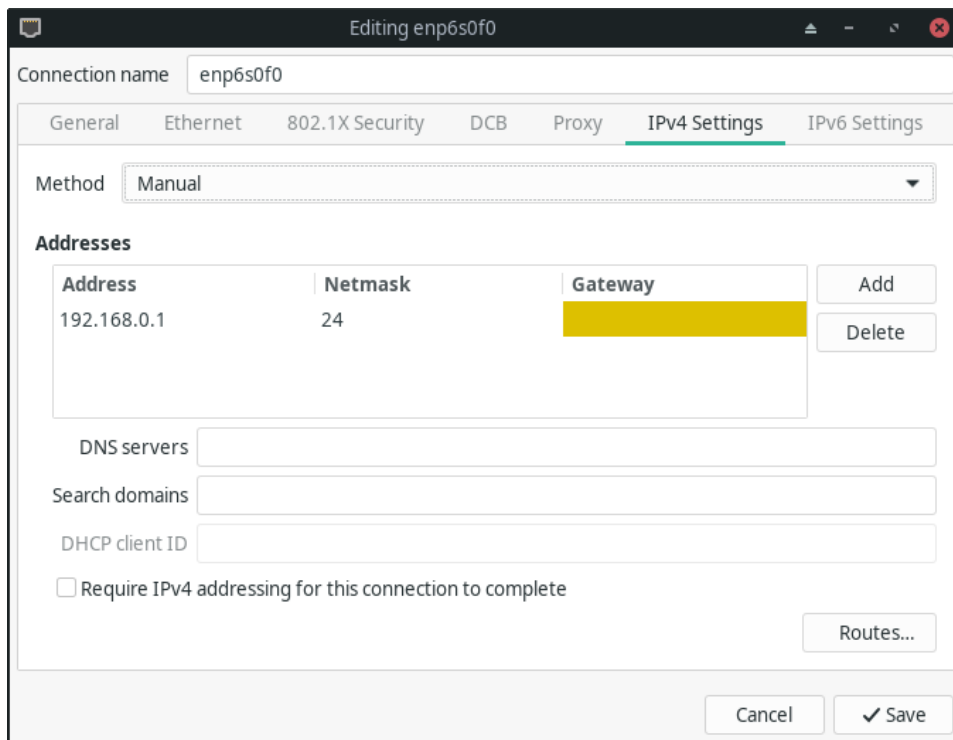 Editing enp6s0f0
Connection name enp6s0f0
General Ethernet 802.1X Security DCB Proxy IPv4 Settings IPv6 Settings
Method Manual
Addresses
Address Netmask Gateway
192.168.0.1 24
Add
Delete
DNS servers
Search domains
DHCP client ID
Require IPv4 addressing for this connection to complete
Routes...
Cancel Save